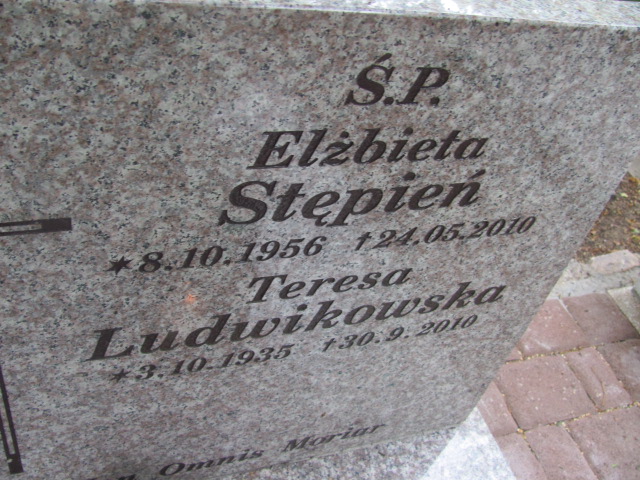 Ś.P.
Elżbieta
Stępień
*8.10.1956 †24.05.2010
Teresa
Ludwikowska
*3.10.1935 †30.9.2010
Omnis Moriar